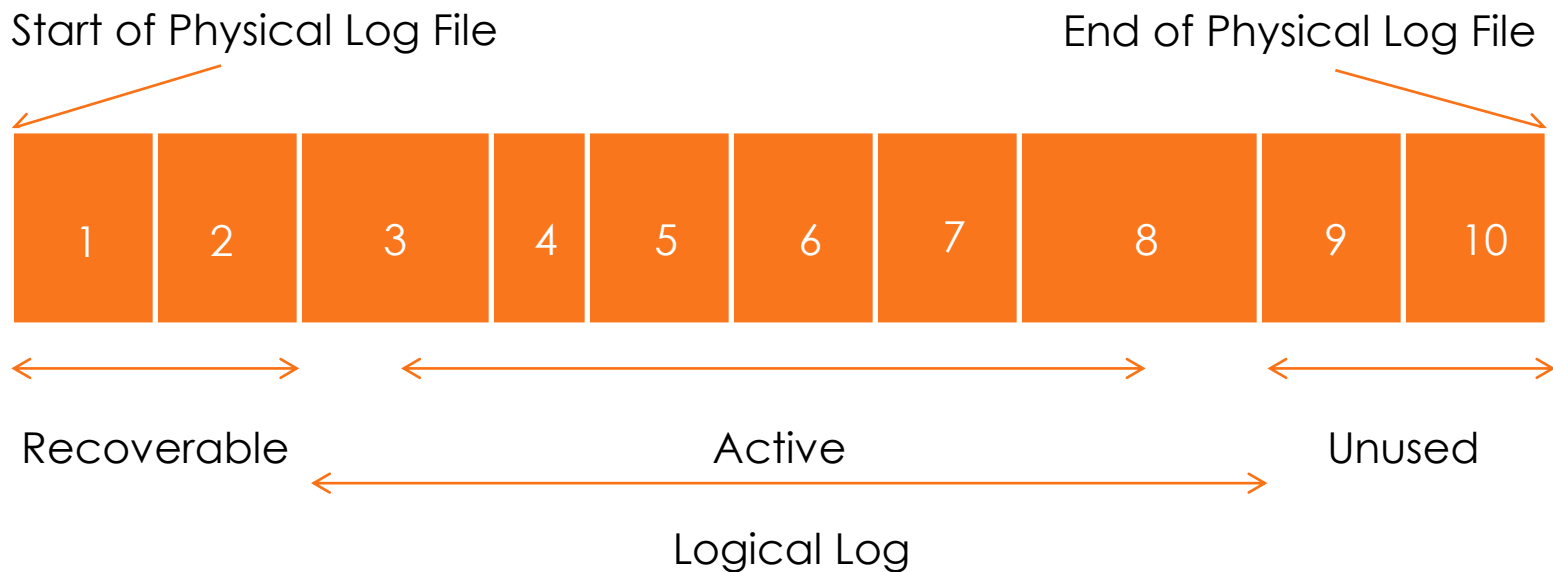 Start of Physical Log File
End of Physical Log File
1 2 3 4 5 6 7 8 9 10
Recoverable Active Unused
Logical Log